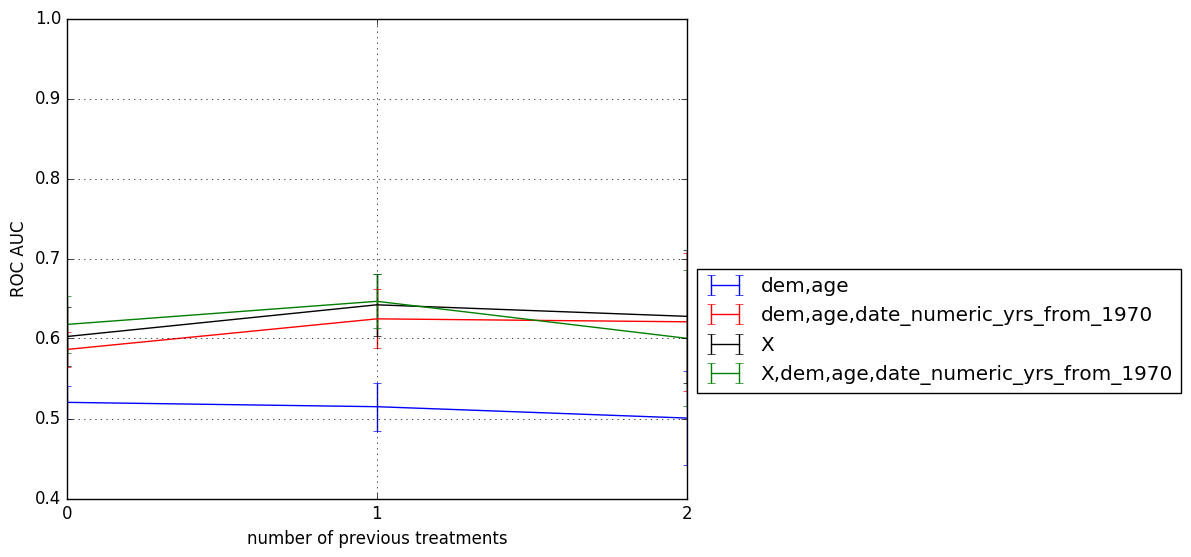 1.0
0.9
0.8
0.7
0.6
0.5
0.4
ROC AUC
0 1 2
number of previous treatments
dem,age
dem,age,date_numeric_yrs_from_1970
X
X,dem,age,date_numeric_yrs_from_1970